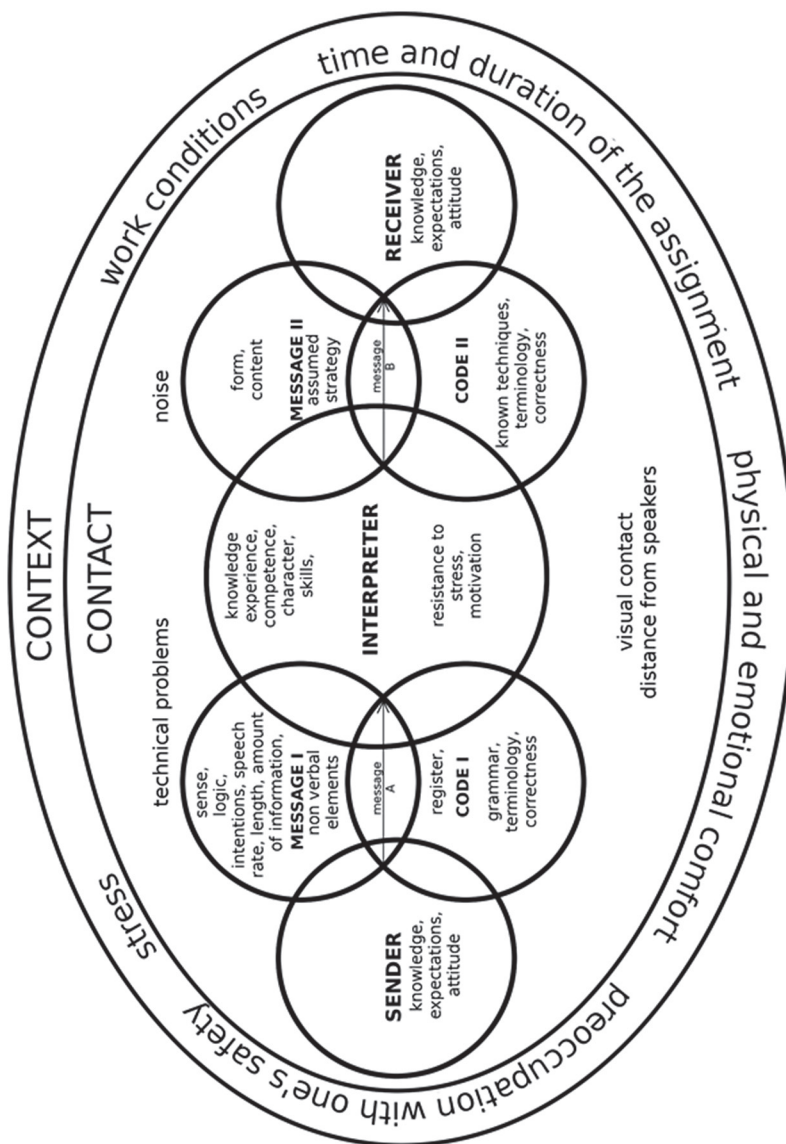 CONTEXT
stress
work conditions
time and duration of the assignment
preoccupation with one's safety
physical and emotional comfort
CONTACT
technical problems
noise
visual contact
distance from speakers
SENDER
knowledge,
expectations,
attitude
sense,
logic,
intentions, speech
rate, length, amount
of information,
MESSAGE I
non verbal
elements
message
A
register,
CODE I
grammar,
terminology,
correctness
knowledge
experience,
competence,
character,
skills,
INTERPRETER
resistance to
stress,
motivation
form,
content
MESSAGE II
assumed
strategy
message
B
CODE II
known techniques,
terminology,
correctness
RECEIVER
knowledge,
expectations,
attitude